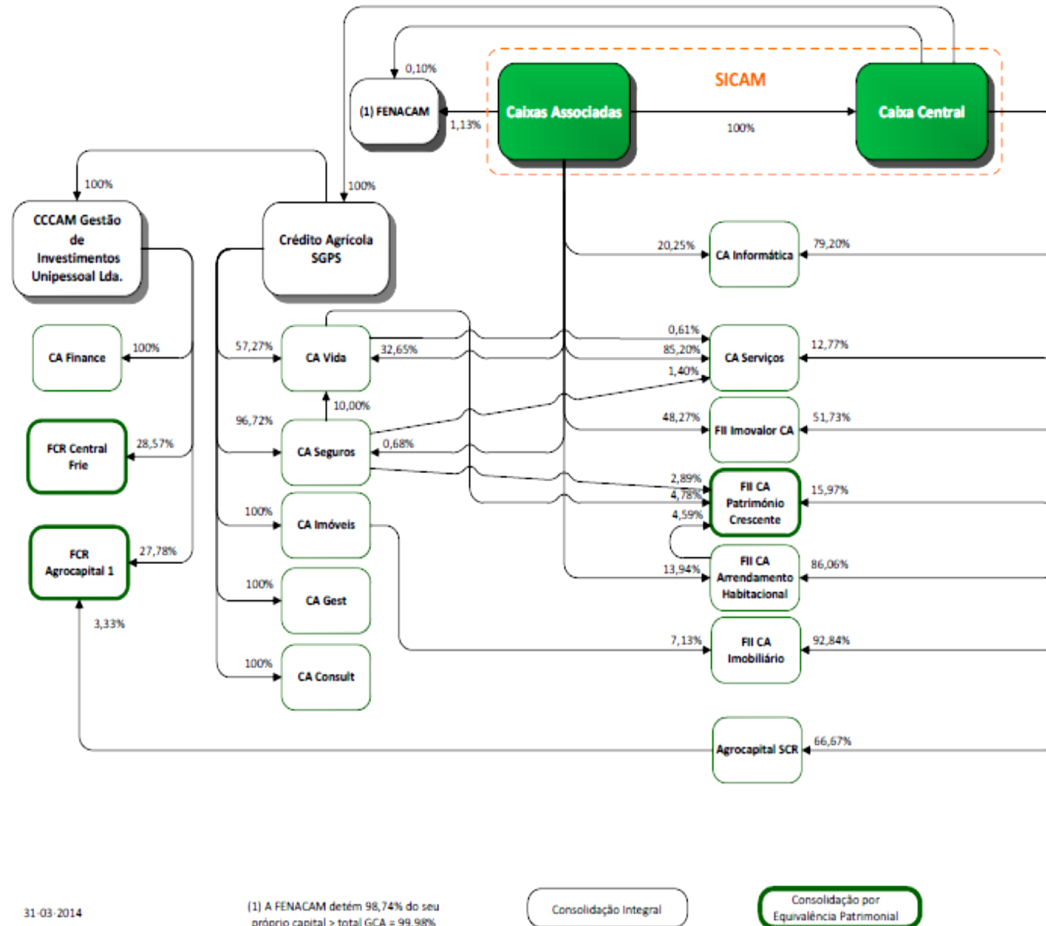 0,10%
SICAM
(1) FENACAM
1,13%
Caixas Associadas
100%
Caixa Central
100%
100%
CCCAM Gestão
de
Investimentos
Unipessoal Lda.
Crédito Agrícola
SGPS
20,25%
CA Informática
79,20%
CA Finance
100%
57,27%
CA Vida
32,65%
0,61%
85,20%
1,40%
CA Serviços
12,77%
10,00%
96,72%
CA Seguros
0,68%
48,27%
FII Imovalor CA
51,73%
FCR Central
Frie
28,57%
2,89%
4,78%
4,59%
FII CA
Património
Crescente
15,97%
100%
CA Imóveis
FCR
Agrocapital 1
27,78%
13,94%
FII CA
Arrendamento
Habitacional
86,06%
100%
CA Gest
3,33%
7,13%
FII CA
Imobiliário
92,84%
100%
CA Consult
Agrocapital SCR
66,67%
31-03-2014
(1) A FENACAM detém 98,74% do seu
próprio capital > total GCA = 99,98%
Consolidação Integral
Consolidação por
Equivalência Patrimonial